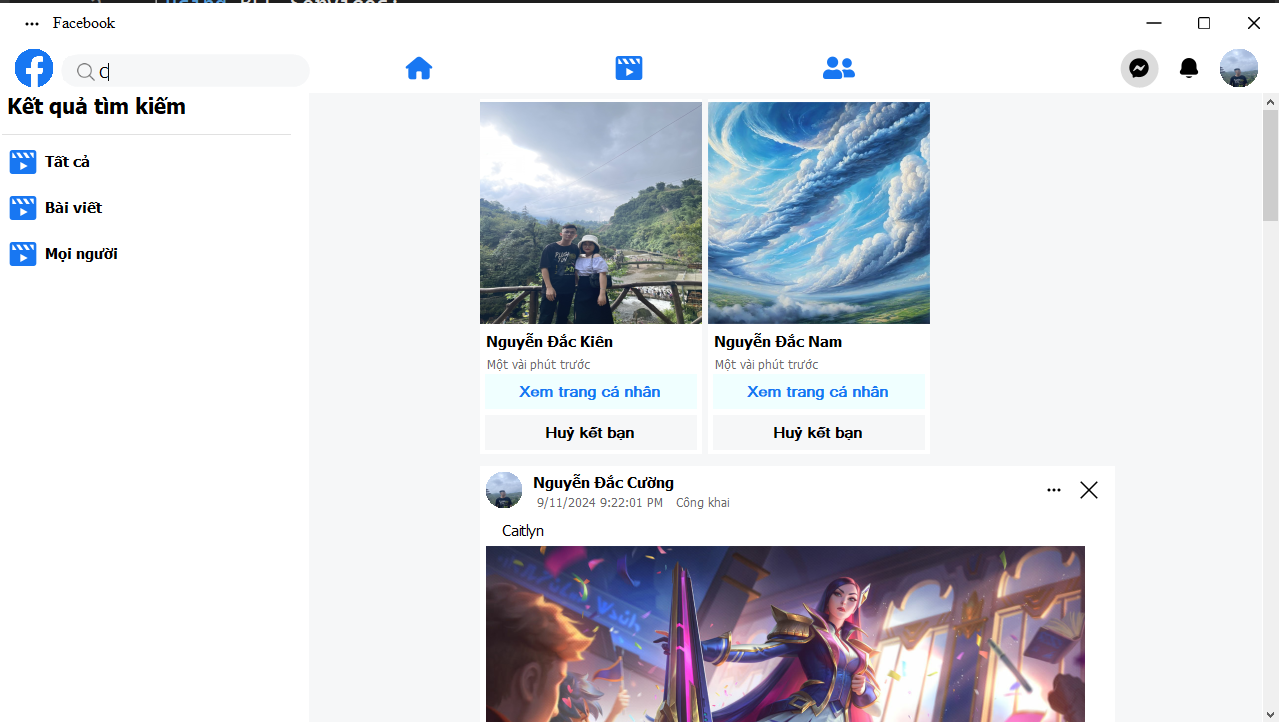 Facebook
C
Kết quả tìm kiếm
Tất cả
Bài viết
Mọi người
Nguyễn Đắc Kiên
Một vài phút trước
Xem trang cá nhân
Huỷ kết bạn
Nguyễn Đắc Nam
Một vài phút trước
Xem trang cá nhân
Huỷ kết bạn
Nguyễn Đắc Cường
9/11/2024 9:22:01 PM Công khai
Caitlyn